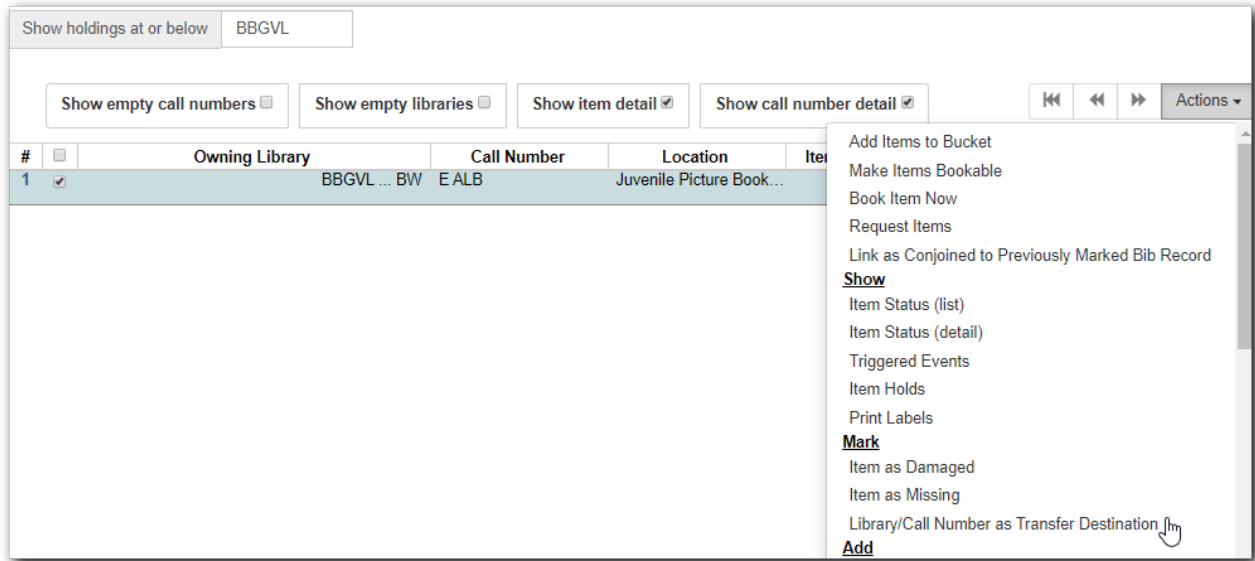 Show holdings at or below BBGVL
Show empty call numbers Show empty libraries Show item detail Show call number detail Actions
# Owning Library Call Number Location
1 BBGVL ... BW E ALB Juvenile Picture Book...
Add Items to Bucket
Make Items Bookable
Book Item Now
Request Items
Link as Conjoined to Previously Marked Bib Record
Show
Item Status (list)
Item Status (detail)
Triggered Events
Item Holds
Print Labels
Mark
Item as Damaged
Item as Missing
Library/Call Number as Transfer Destination
Add